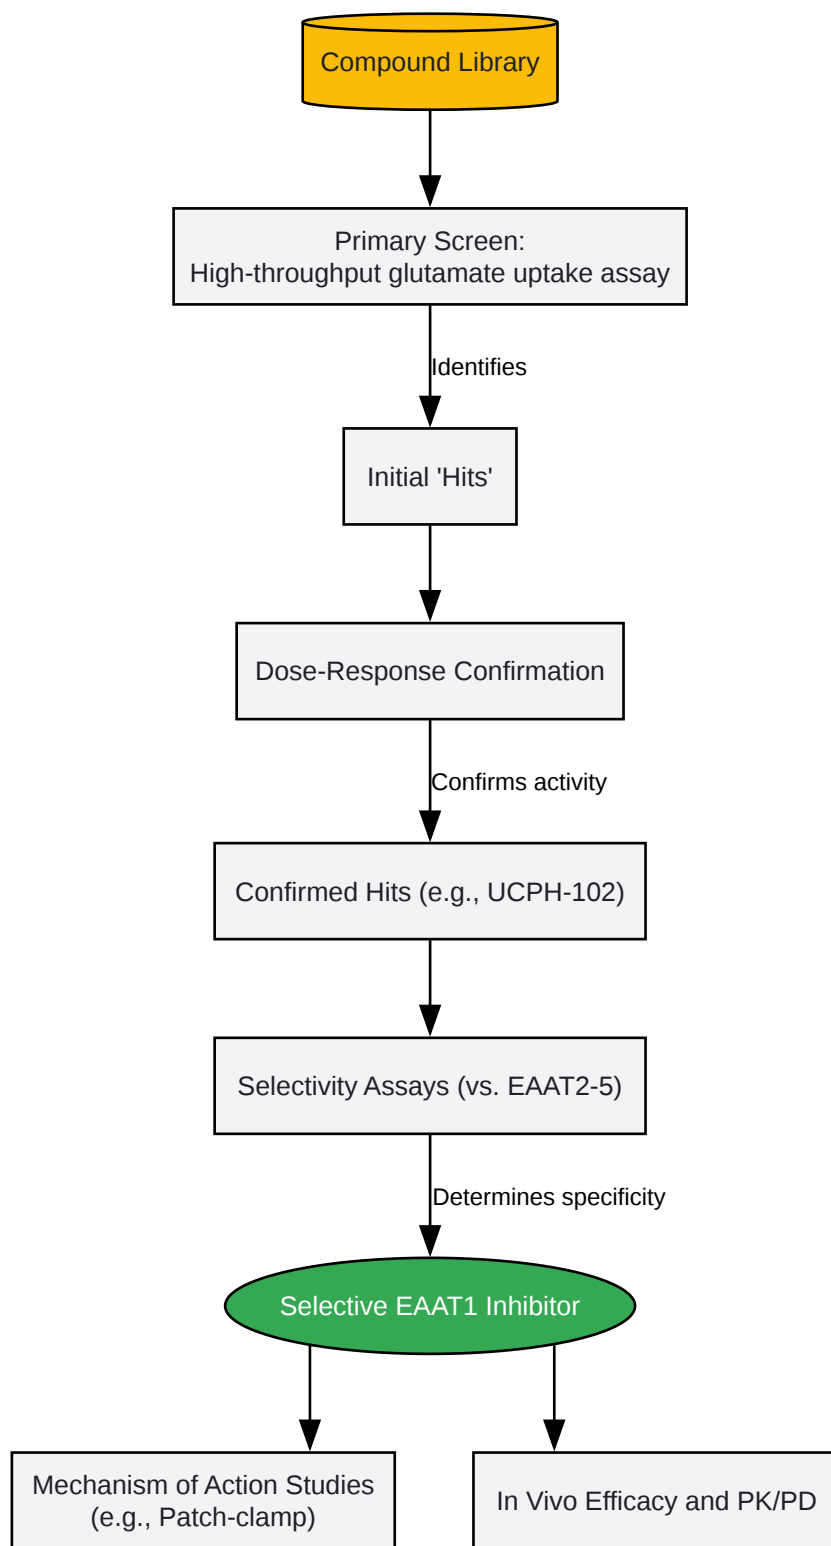 Compound Library
Primary Screen:
High-throughput glutamate uptake assay
Identifies
Initial 'Hits'
Dose-Response Confirmation
Confirms activity
Confirmed Hits (e.g., UCPH-102)
Selectivity Assays (vs. EAAT2-5)
Determines specificity
Selective EAAT1 Inhibitor
Mechanism of Action Studies
(e.g., Patch-clamp)
In Vivo Efficacy and PK/PD